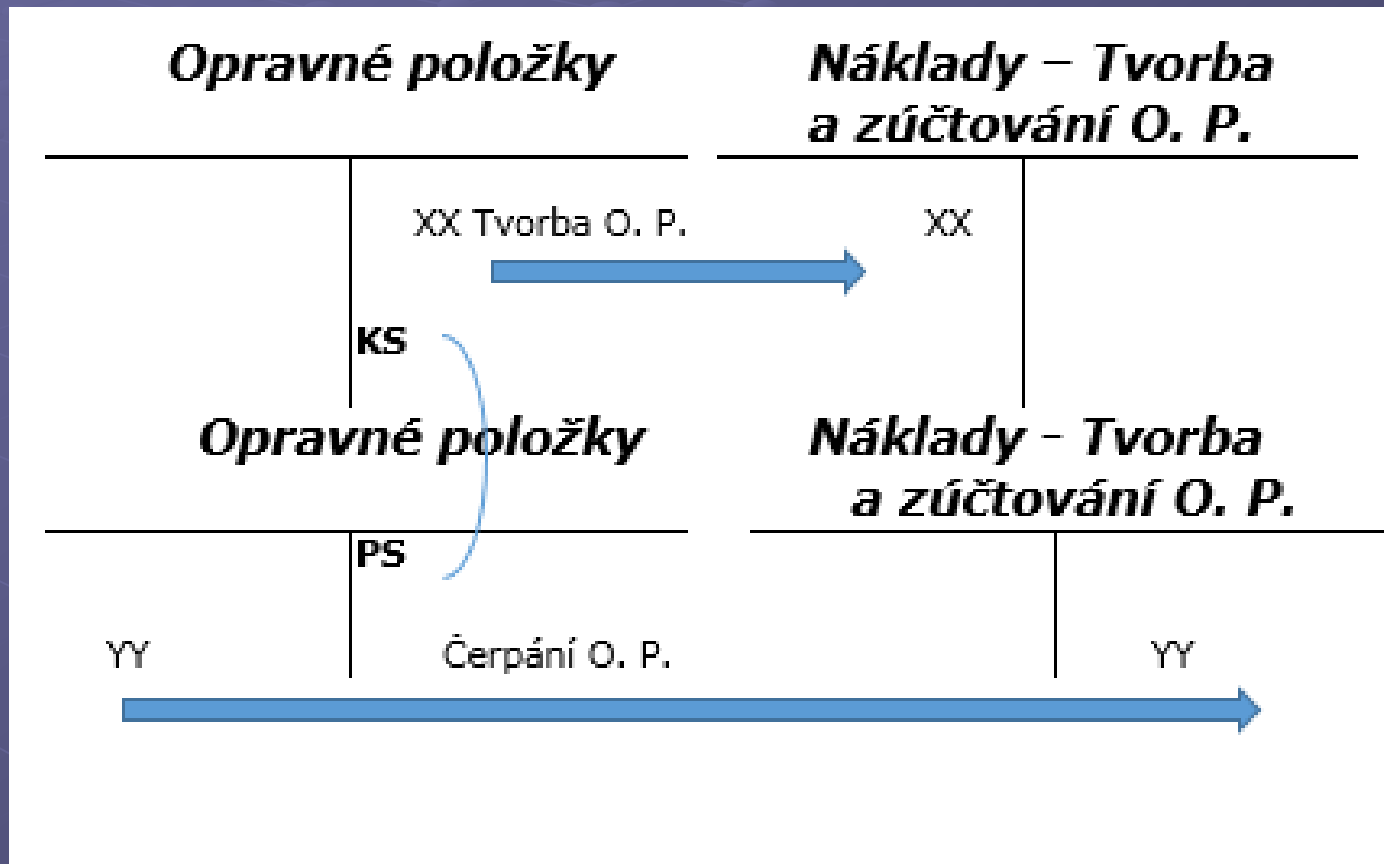 Opravné položky
Náklady – Tvorba
a zúčtování O. P.
XX Tvorba O. P.
XX
KS
Opravné položky
Náklady - Tvorba
a zúčtování O. P.
PS
YY
Čerpání O. P.
YY